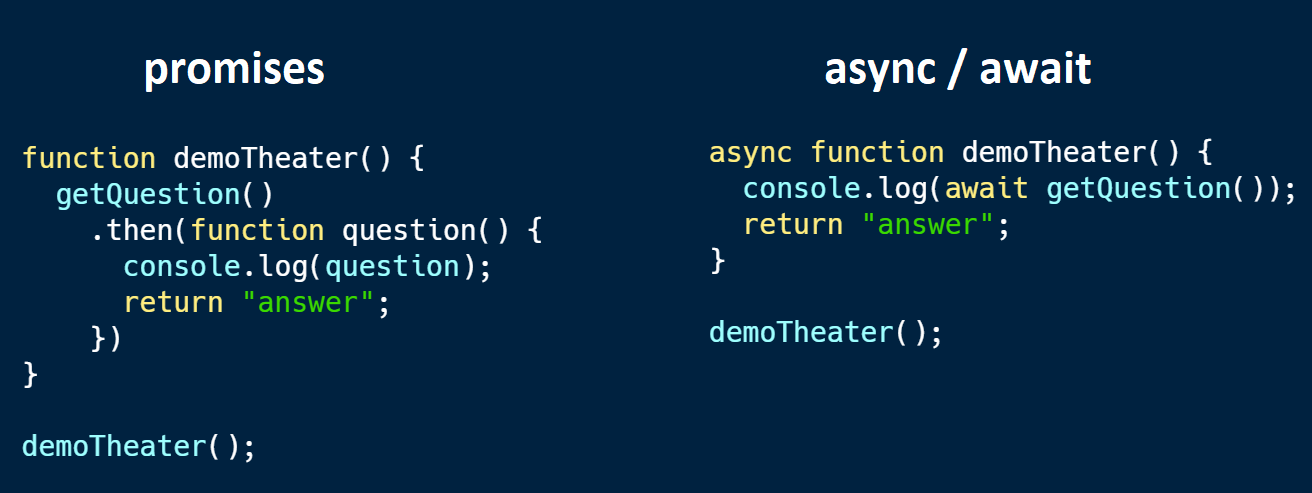 promises
function demoTheater() {
  getQuestion()
    .then(function question() {
      console.log(question);
      return "answer";
    })
}
demoTheater();
async / await
async function demoTheater() {
  console.log(await getQuestion());
  return "answer";
}
demoTheater();